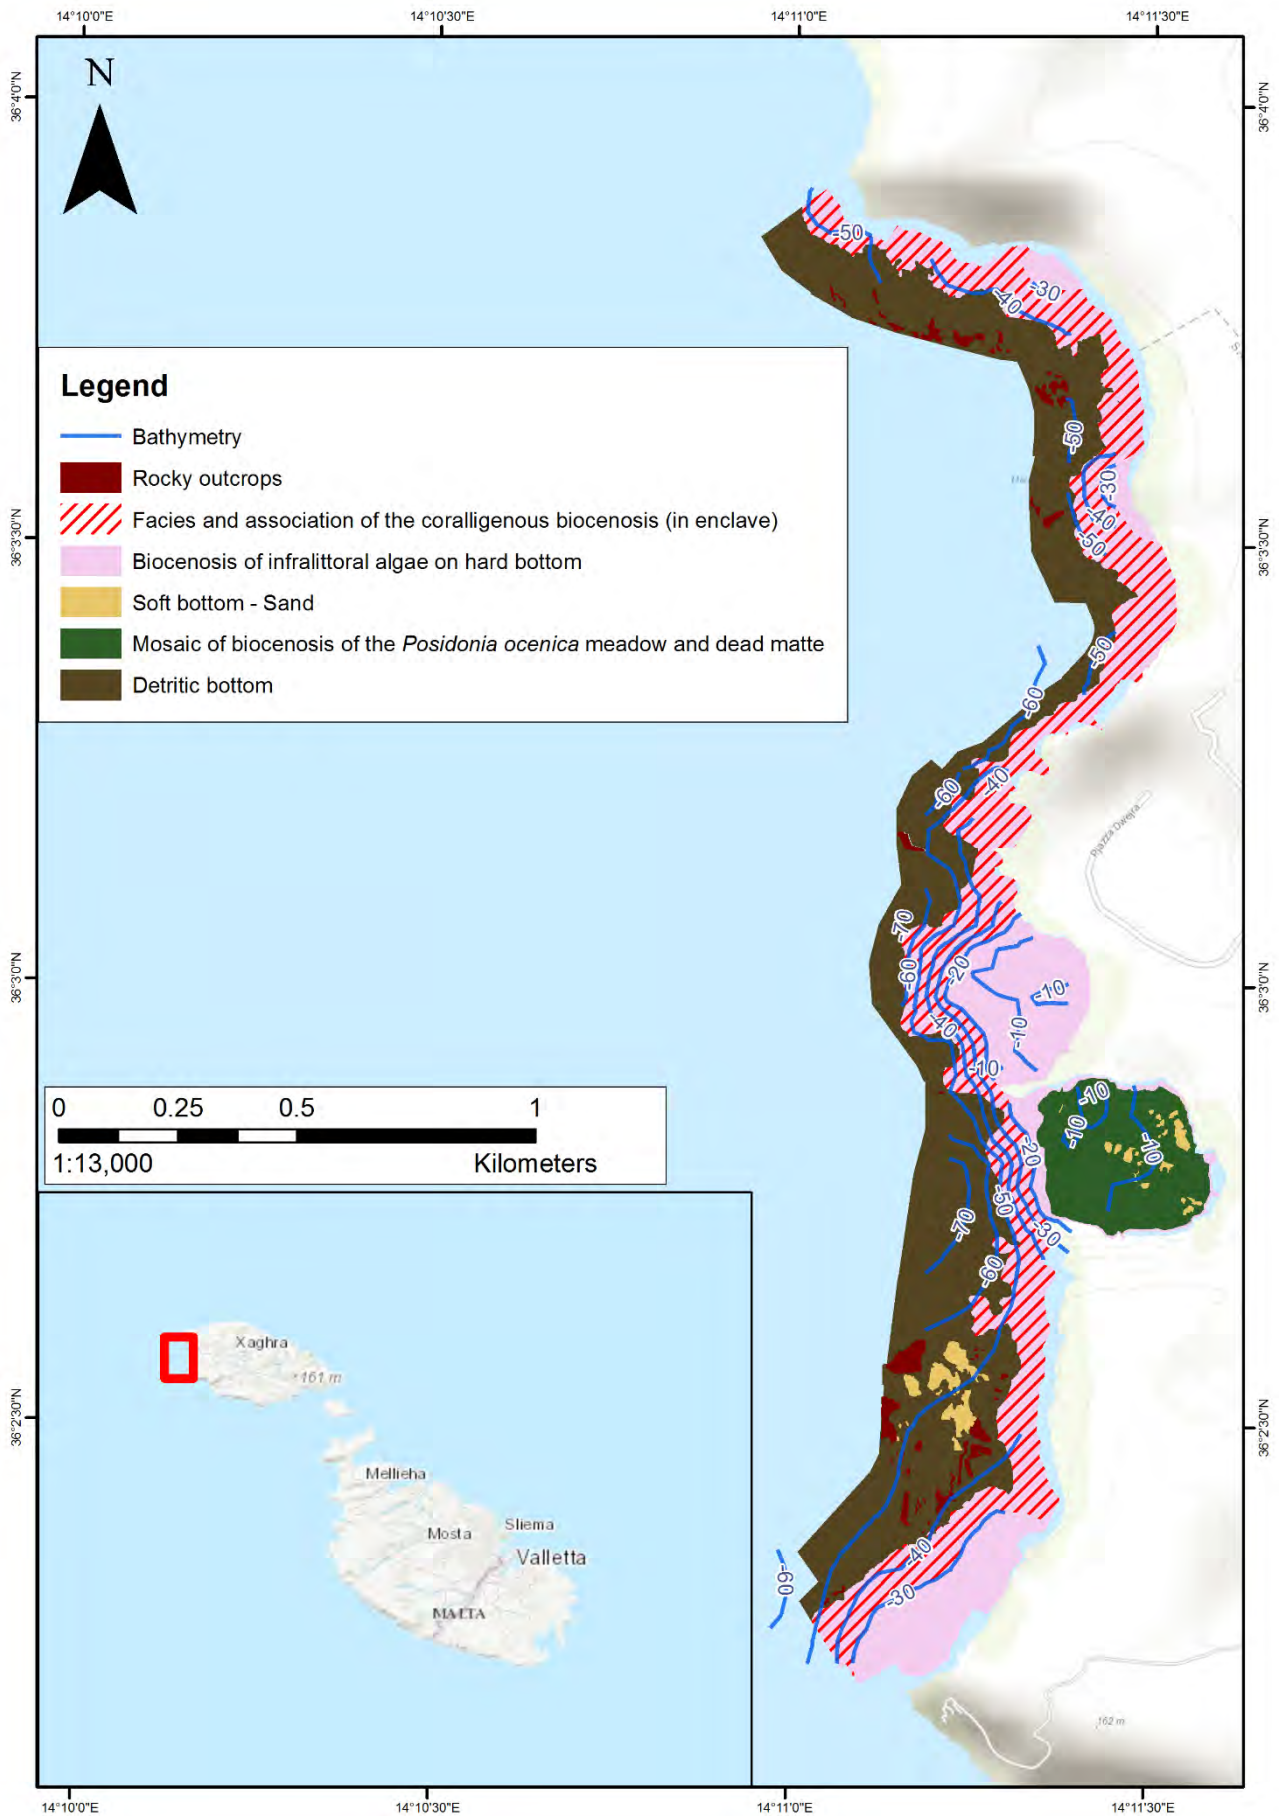 14°10'0"E
14°10'30"E
14°11'0"E
14°11'30"E
36°4'0"N
36°4'0"N
N
-50
-30
-40
Legend
Bathymetry
Rocky outcrops
Facies and association of the coralligenous biocenosis (in enclave)
Biocenosis of infralittoral algae on hard bottom
Soft bottom - Sand
Mosaic of biocenosis of the Posidonia ocenica meadow and dead matte
Detritic bottom
-50
-30
-40
-50
36°3'30"N
36°3'30"N
-50
-60
-60
-40
Pjazza Dwejra
-70
-60
-20
-10
-40
-10
-10
36°3'0"N
36°3'0"N
0
0.25
0.5
1
1:13,000
Kilometers
-10
-10
-10
-20
-50
-30
-70
-60
Xaghra
161 m
Mellieha
Mosta
Sliema
Valletta
MALTA
36°2'30"N
36°2'30"N
-40
-30
-60
162 m
14°10'0"E
14°10'30"E
14°11'0"E
14°11'30"E